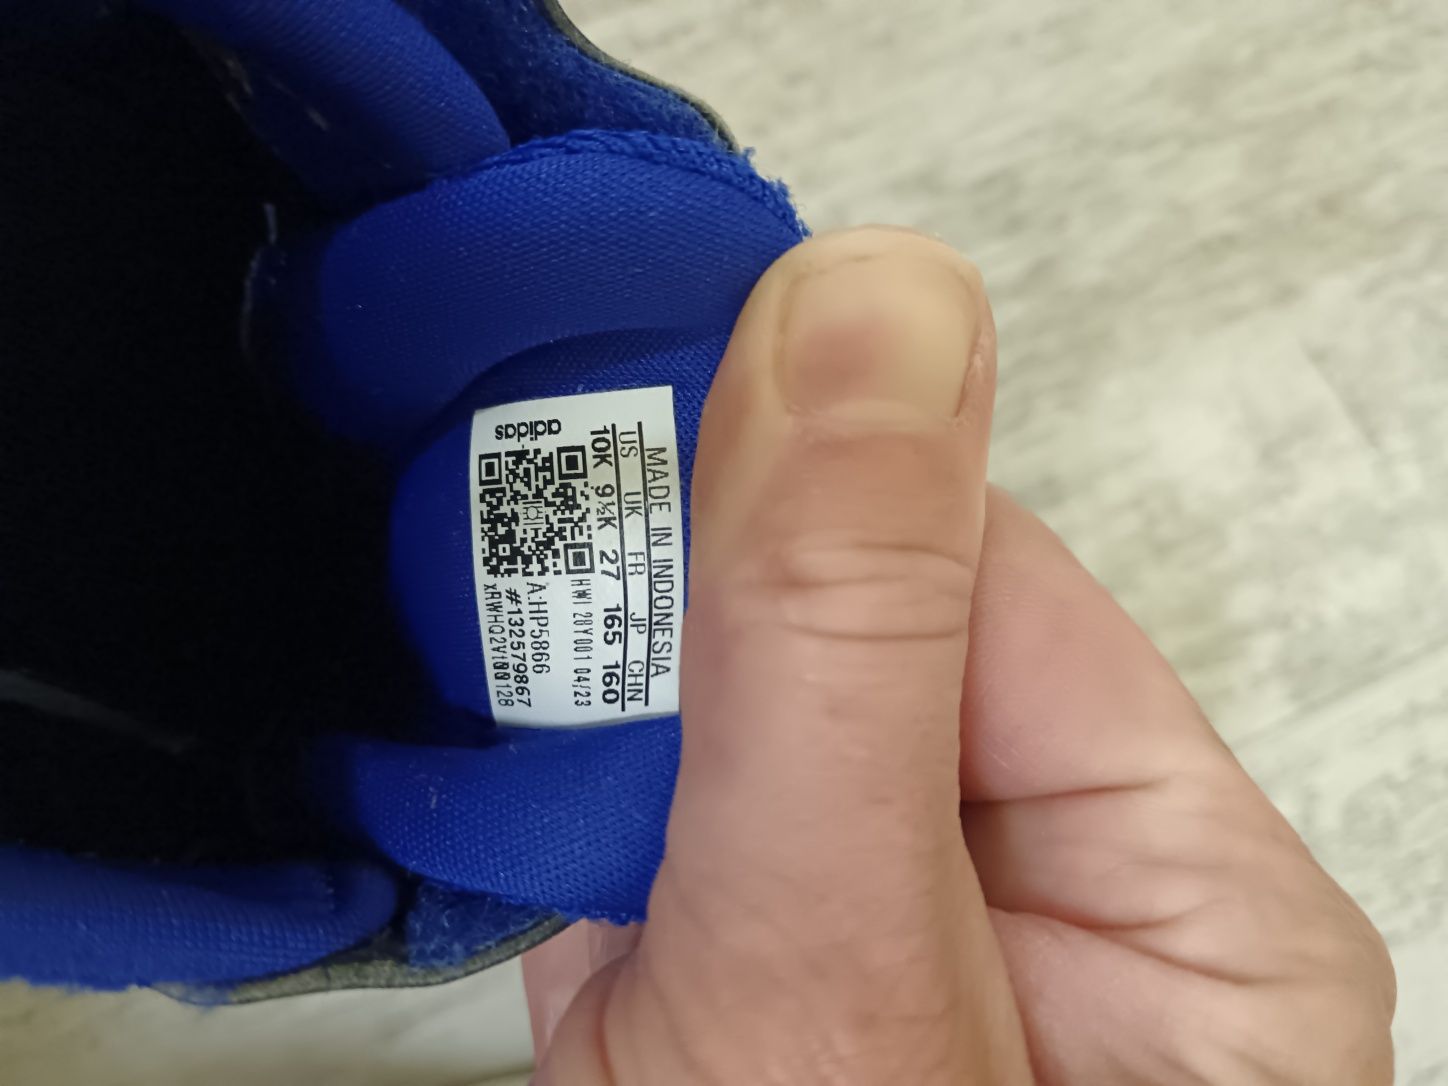 MADE IN INDONESIA
US UK FR JP CHN
10K 9½K 27 165 160
HWI 28Y001 04/23
A:HP5866
#132579867
adidas